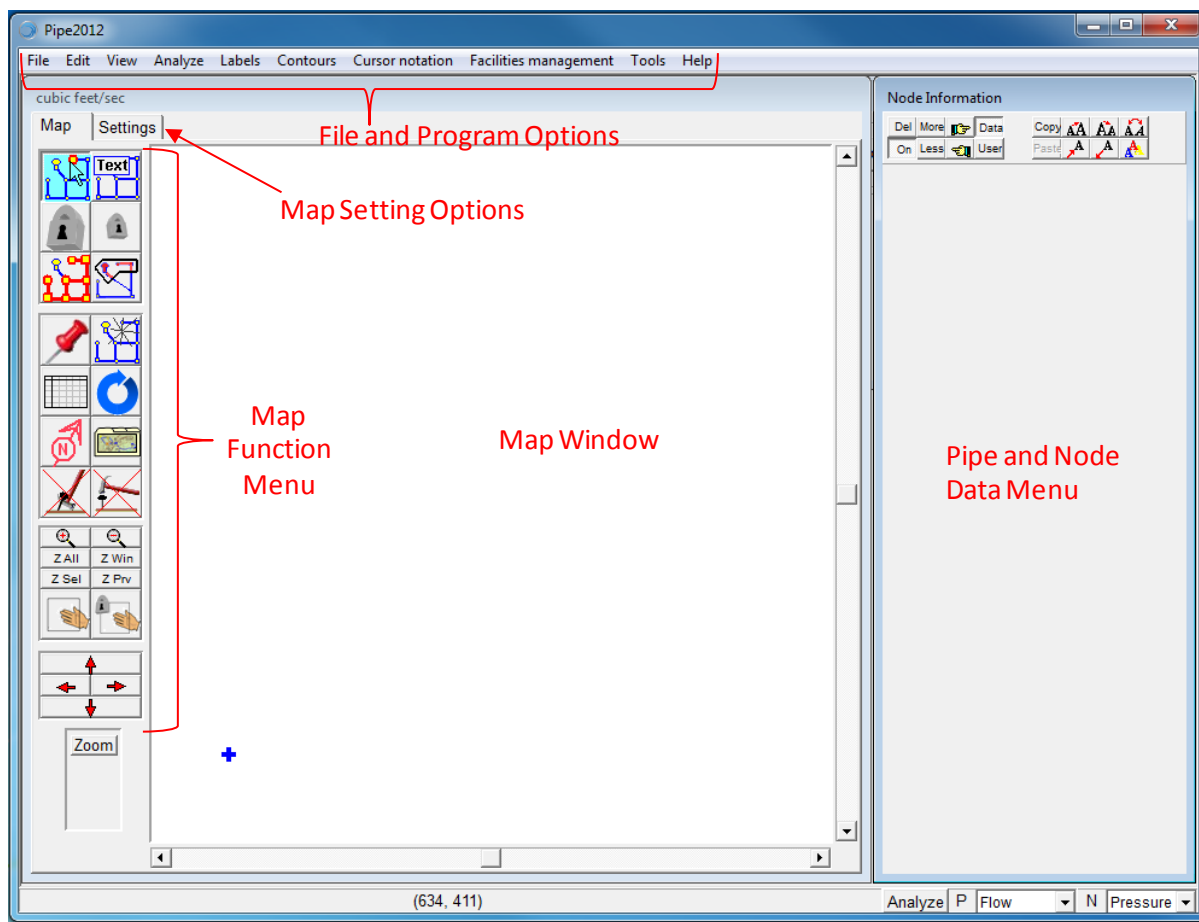 Pipe2012
File Edit View Analyze Labels Contours Cursor notation Facilities management Tools Help
cubic feet/sec
Map Settings
File and Program Options
Map Setting Options
Text
N
Z All Z Win
Z Sel Z Prv
Zoom
Map
Function
Menu
Map Window
Node Information
Del More Data Copy A A A A A A
On Less User Paste A A A
Pipe and Node
Data Menu
(634, 411)
Analyze P Flow N Pressure